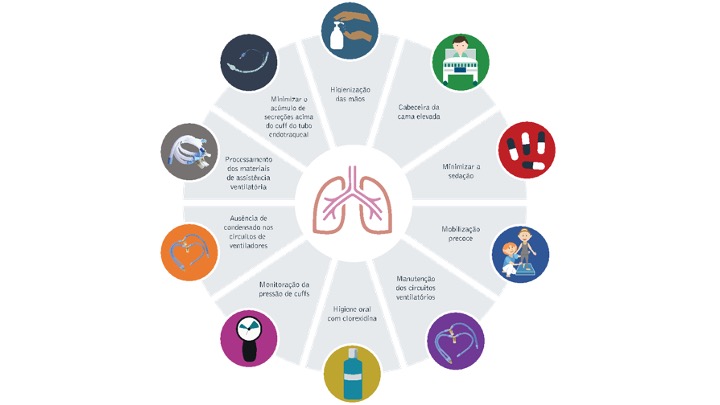 Higienização
das mãos
Cabeceira da
cama elevada
Minimizar a
sedação
Mobilização
precoce
Manutenção
dos circuitos
ventilatórios
Higiene oral
com clorexidina
Monitoração da
pressão de cuffs
Ausência de
condensado nos
circuitos de
ventiladores
Processamento
dos materiais
de assistência
ventilatória
Minimizar o
acúmulo de
secreções acima
do cuff do tubo
endotraqueal